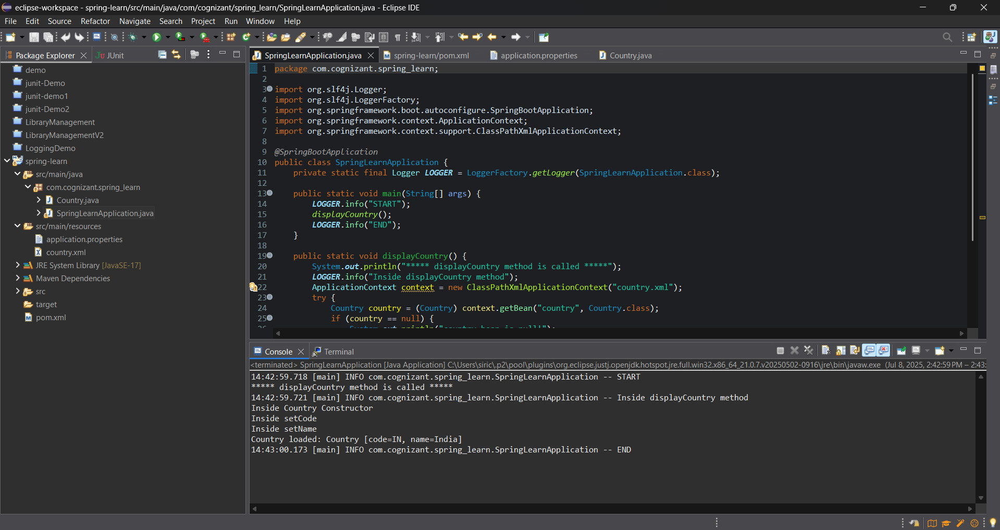 eclipse-workspace - spring-learn/src/main/java/com/cognizant/spring_learn/SpringLearnApplication.java - Eclipse IDE
File Edit Source Refactor Navigate Search Project Run Window Help
Package Explorer
JUnit
demo
junit-Demo
junit-demo1
junit-Demo2
LibraryManagement
LibraryManagementV2
LoggingDemo
spring-learn
src/main/java
com.cognizant.spring_learn
Country.java
SpringLearnApplication.java
src/main/resources
application.properties
country.xml
JRE System Library [JavaSE-17]
Maven Dependencies
src
target
pom.xml
SpringLearnApplication.java
spring-learn/pom.xml
application.properties
Country.java
1 package com.cognizant.spring_learn;
2
3 import org.slf4j.Logger;
4 import org.slf4j.LoggerFactory;
5 import org.springframework.boot.autoconfigure.SpringBootApplication;
6 import org.springframework.context.ApplicationContext;
7 import org.springframework.context.support.ClassPathXmlApplicationContext;
8
9 @SpringBootApplication
10 public class SpringLearnApplication {
11 private static final Logger LOGGER = LoggerFactory.getLogger(SpringLearnApplication.class);
12
13 public static void main(String[] args) {
14 LOGGER.info("START");
15 displayCountry();
16 LOGGER.info("END");
17 }
18
19 public static void displayCountry() {
20 System.out.println("***** displayCountry method is called *****");
21 LOGGER.info("Inside displayCountry method");
22 ApplicationContext context = new ClassPathXmlApplicationContext("country.xml");
23 try {
24 Country country = (Country) context.getBean("country", Country.class);
25 if (country == null) {
Console
Terminal
<terminated> SpringLearnApplication [Java Application] C:\Users\siric\.p2\pool\plugins\org.eclipse.justj.openjdk.hotspot.jre.full.win32.x86_64_21.0.7.v20250502-0916\jre\bin\javaw.exe (Jul 8, 2025, 2:42:59 PM – 2:43:
14:42:59.718 [main] INFO com.cognizant.spring_learn.SpringLearnApplication -- START
***** displayCountry method is called *****
14:42:59.721 [main] INFO com.cognizant.spring_learn.SpringLearnApplication -- Inside displayCountry method
Inside Country Constructor
Inside setCode
Inside setName
Country loaded: Country [code=IN, name=India]
14:43:00.173 [main] INFO com.cognizant.spring_learn.SpringLearnApplication -- END